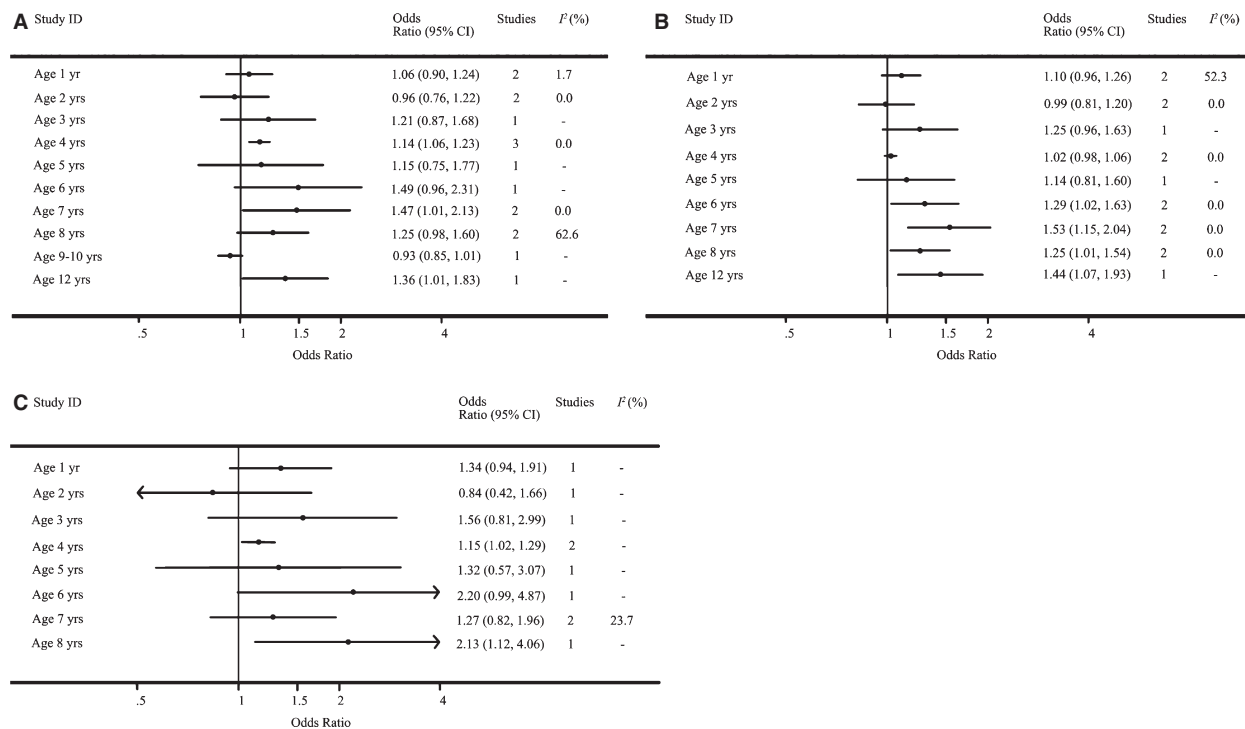 A Study ID Odds Ratio (95% CI) Studies I² (%)
Age 1 yr 1.06 (0.90, 1.24) 2 1.7
Age 2 yrs 0.96 (0.76, 1.22) 2 0.0
Age 3 yrs 1.21 (0.87, 1.68) 1 -
Age 4 yrs 1.14 (1.06, 1.23) 3 0.0
Age 5 yrs 1.15 (0.75, 1.77) 1 -
Age 6 yrs 1.49 (0.96, 2.31) 1 -
Age 7 yrs 1.47 (1.01, 2.13) 2 0.0
Age 8 yrs 1.25 (0.98, 1.60) 2 62.6
Age 9-10 yrs 0.93 (0.85, 1.01) 1 -
Age 12 yrs 1.36 (1.01, 1.83) 1 -
.5 1 1.5 2 4
Odds Ratio
B Study ID Odds Ratio (95% CI) Studies I² (%)
Age 1 yr 1.10 (0.96, 1.26) 2 52.3
Age 2 yrs 0.99 (0.81, 1.20) 2 0.0
Age 3 yrs 1.25 (0.96, 1.63) 1 -
Age 4 yrs 1.02 (0.98, 1.06) 2 0.0
Age 5 yrs 1.14 (0.81, 1.60) 1 -
Age 6 yrs 1.29 (1.02, 1.63) 2 0.0
Age 7 yrs 1.53 (1.15, 2.04) 2 0.0
Age 8 yrs 1.25 (1.01, 1.54) 2 0.0
Age 12 yrs 1.44 (1.07, 1.93) 1 -
.5 1 1.5 2 4
Odds Ratio
C Study ID Odds Ratio (95% CI) Studies I² (%)
Age 1 yr 1.34 (0.94, 1.91) 1 -
Age 2 yrs 0.84 (0.42, 1.66) 1 -
Age 3 yrs 1.56 (0.81, 2.99) 1 -
Age 4 yrs 1.15 (1.02, 1.29) 2 -
Age 5 yrs 1.32 (0.57, 3.07) 1 -
Age 6 yrs 2.20 (0.99, 4.87) 1 -
Age 7 yrs 1.27 (0.82, 1.96) 2 23.7
Age 8 yrs 2.13 (1.12, 4.06) 1 -
.5 1 1.5 2 4
Odds Ratio